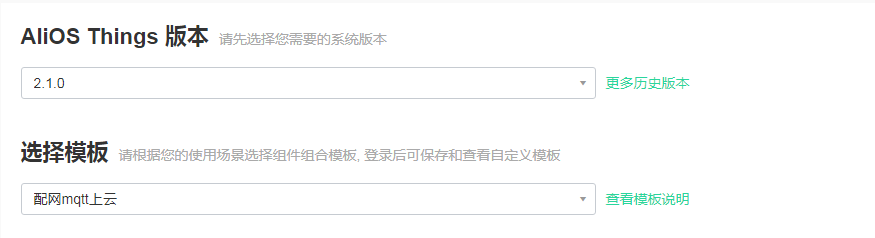 AliOS Things 版本 请先选择您需要的系统版本
2.1.0 更多历史版本
选择模板 请根据您的使用场景选择组件组合模板, 登录后可保存和查看自定义模板
配网mqtt上云 查看模板说明